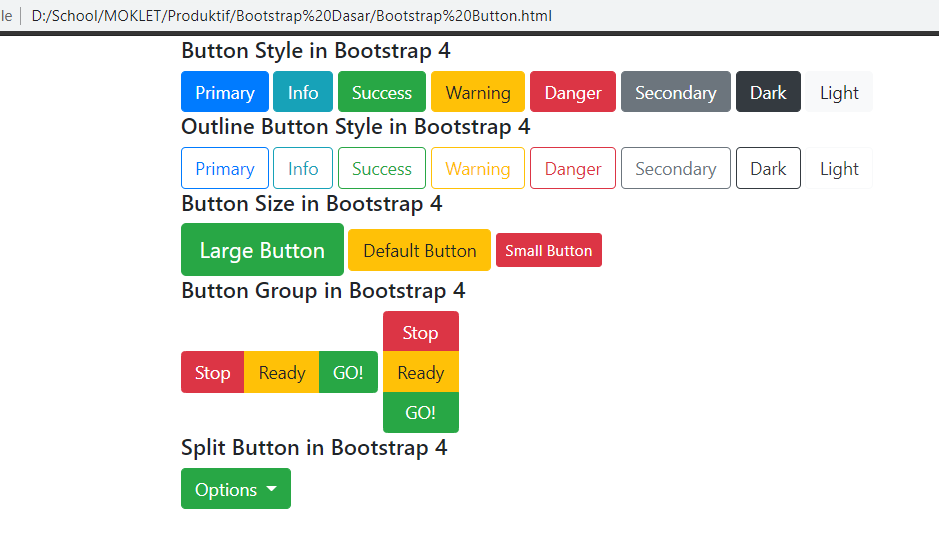 le | D:/School/MOKLET/Produktif/Bootstrap%20Dasar/Bootstrap%20Button.html
Button Style in Bootstrap 4
Primary Info Success Warning Danger Secondary Dark Light
Outline Button Style in Bootstrap 4
Primary Info Success Warning Danger Secondary Dark Light
Button Size in Bootstrap 4
Large Button Default Button Small Button
Button Group in Bootstrap 4
Stop
Stop Ready GO! Ready
GO!
Split Button in Bootstrap 4
Options